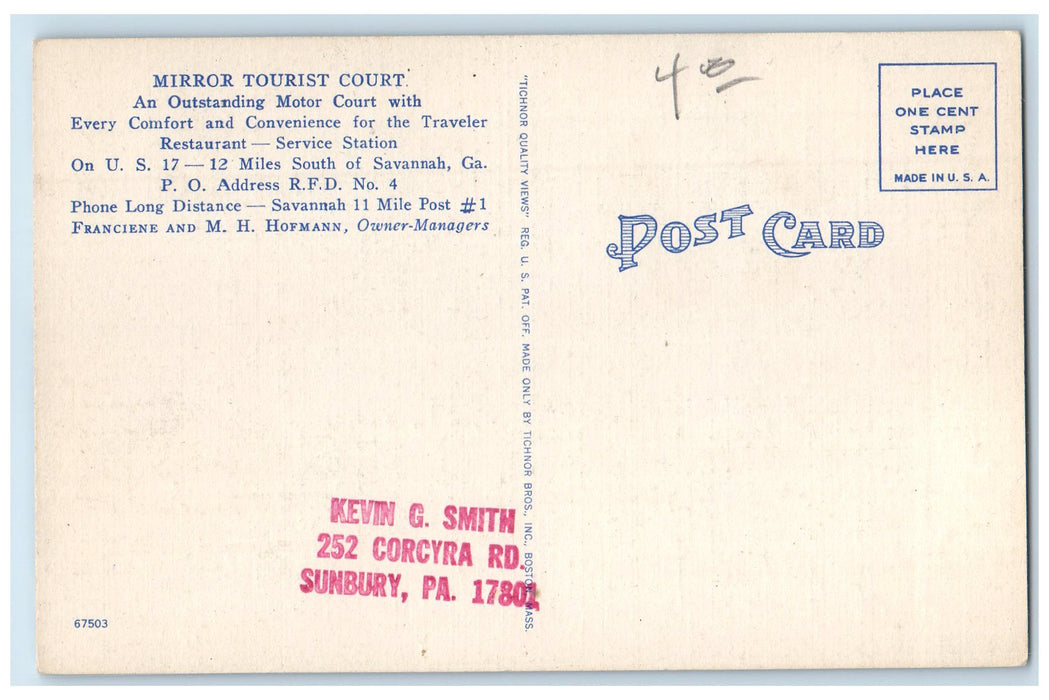 MIRROR TOURIST COURT
An Outstanding Motor Court with
Every Comfort and Convenience for the Traveler
Restaurant — Service Station
On U. S. 17 — 12 Miles South of Savannah, Ga.
P. O. Address R.F.D. No. 4
Phone Long Distance — Savannah 11 Mile Post #1
FRANCIENE AND M. H. HOFMANN, Owner-Managers
"TICHNOR QUALITY VIEWS" REG. U. S. PAT. OFF. MADE ONLY BY TICHNOR BROS., INC., BOSTON, MASS.
4 00
PLACE
ONE CENT
STAMP
HERE
MADE IN U. S. A.
POST CARD
KEVIN G. SMITH
252 CORCYRA RD.
SUNBURY, PA. 17801
67503